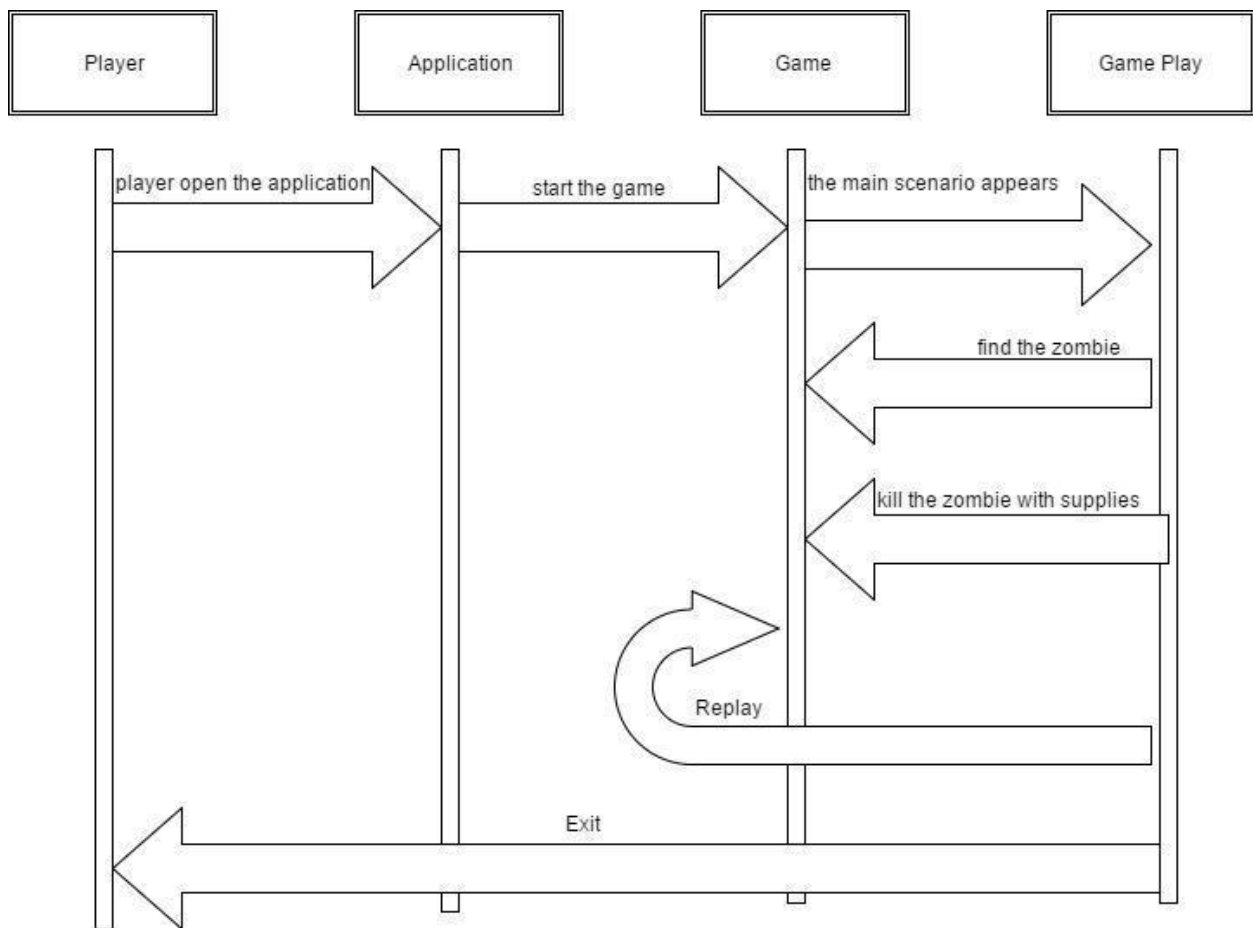 Player
Application
Game
Game Play
player open the application
start the game
the main scenario appears
find the zombie
kill the zombie with supplies
Replay
Exit